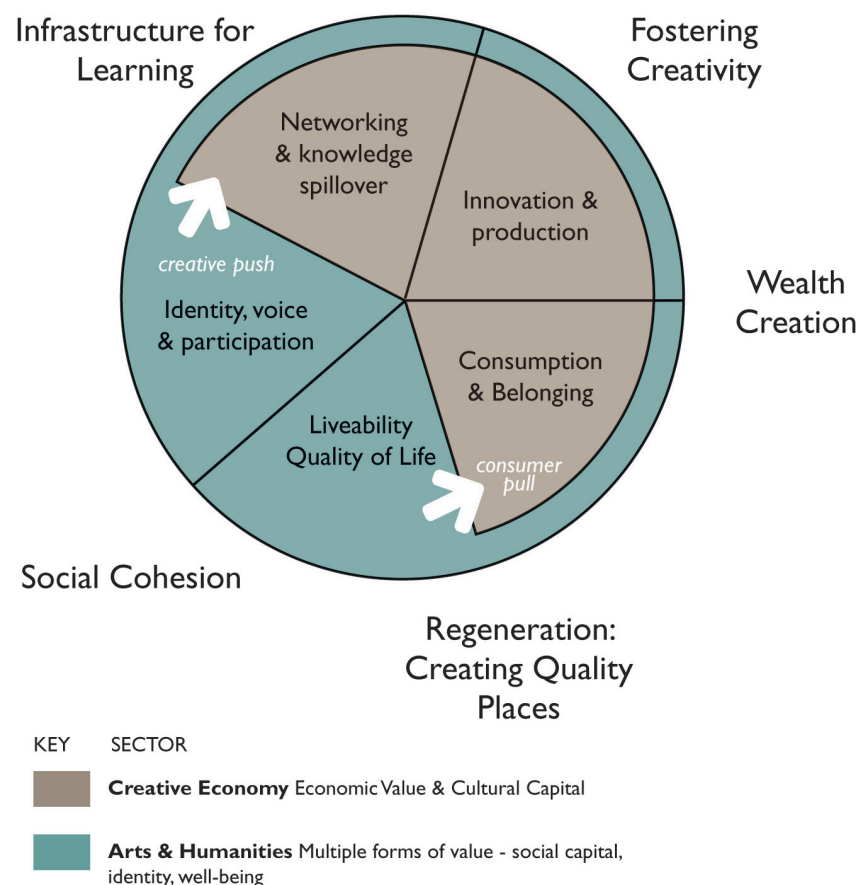 Infrastructure for
Learning
Fostering
Creativity
Networking
& knowledge
spillover
Innovation &
production
creative push
Wealth
Creation
Identity, voice
& participation
Consumption
& Belonging
Liveability
Quality of Life
consumer
pull
Social Cohesion
Regeneration:
Creating Quality
Places
KEY SECTOR
Creative Economy Economic Value & Cultural Capital
Arts & Humanities Multiple forms of value - social capital,
identity, well-being